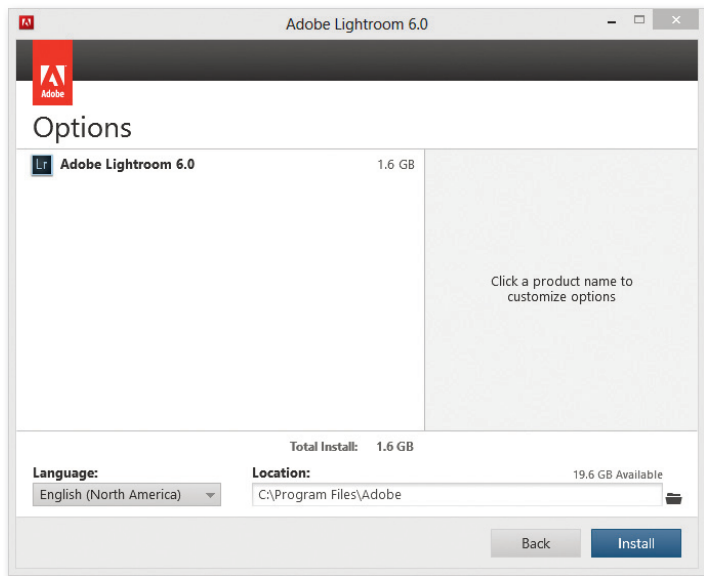 Adobe Lightroom 6.0
Adobe
Options
Lr Adobe Lightroom 6.0 1.6 GB
Click a product name to
customize options
Total Install: 1.6 GB
Language: Location: 19.6 GB Available
English (North America) C:\Program Files\Adobe
Back Install